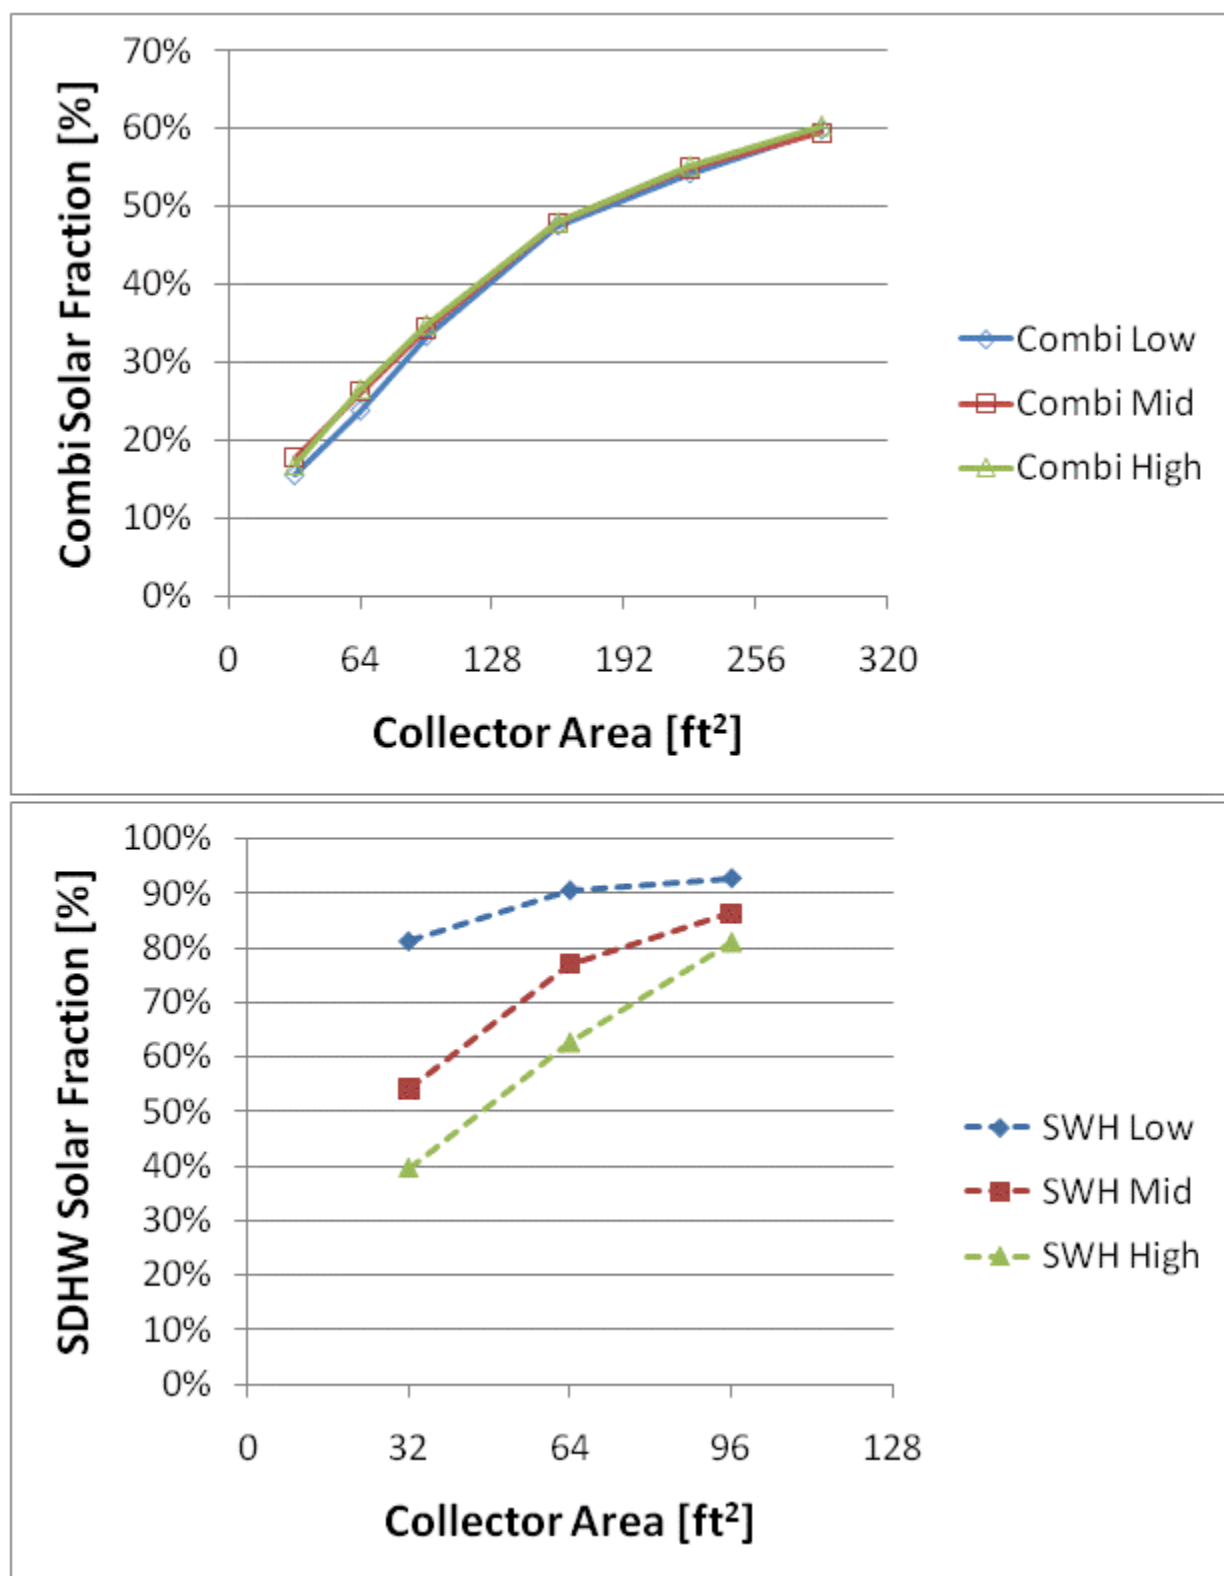 70%
60%
50%
40%
30%
20%
10%
0%
Combi Solar Fraction [%]
0 64 128 192 256 320
Collector Area [ft²]
Combi Low
Combi Mid
Combi High
100%
90%
80%
70%
60%
50%
40%
30%
20%
10%
0%
SDHW Solar Fraction [%]
0 32 64 96 128
Collector Area [ft²]
SWH Low
SWH Mid
SWH High